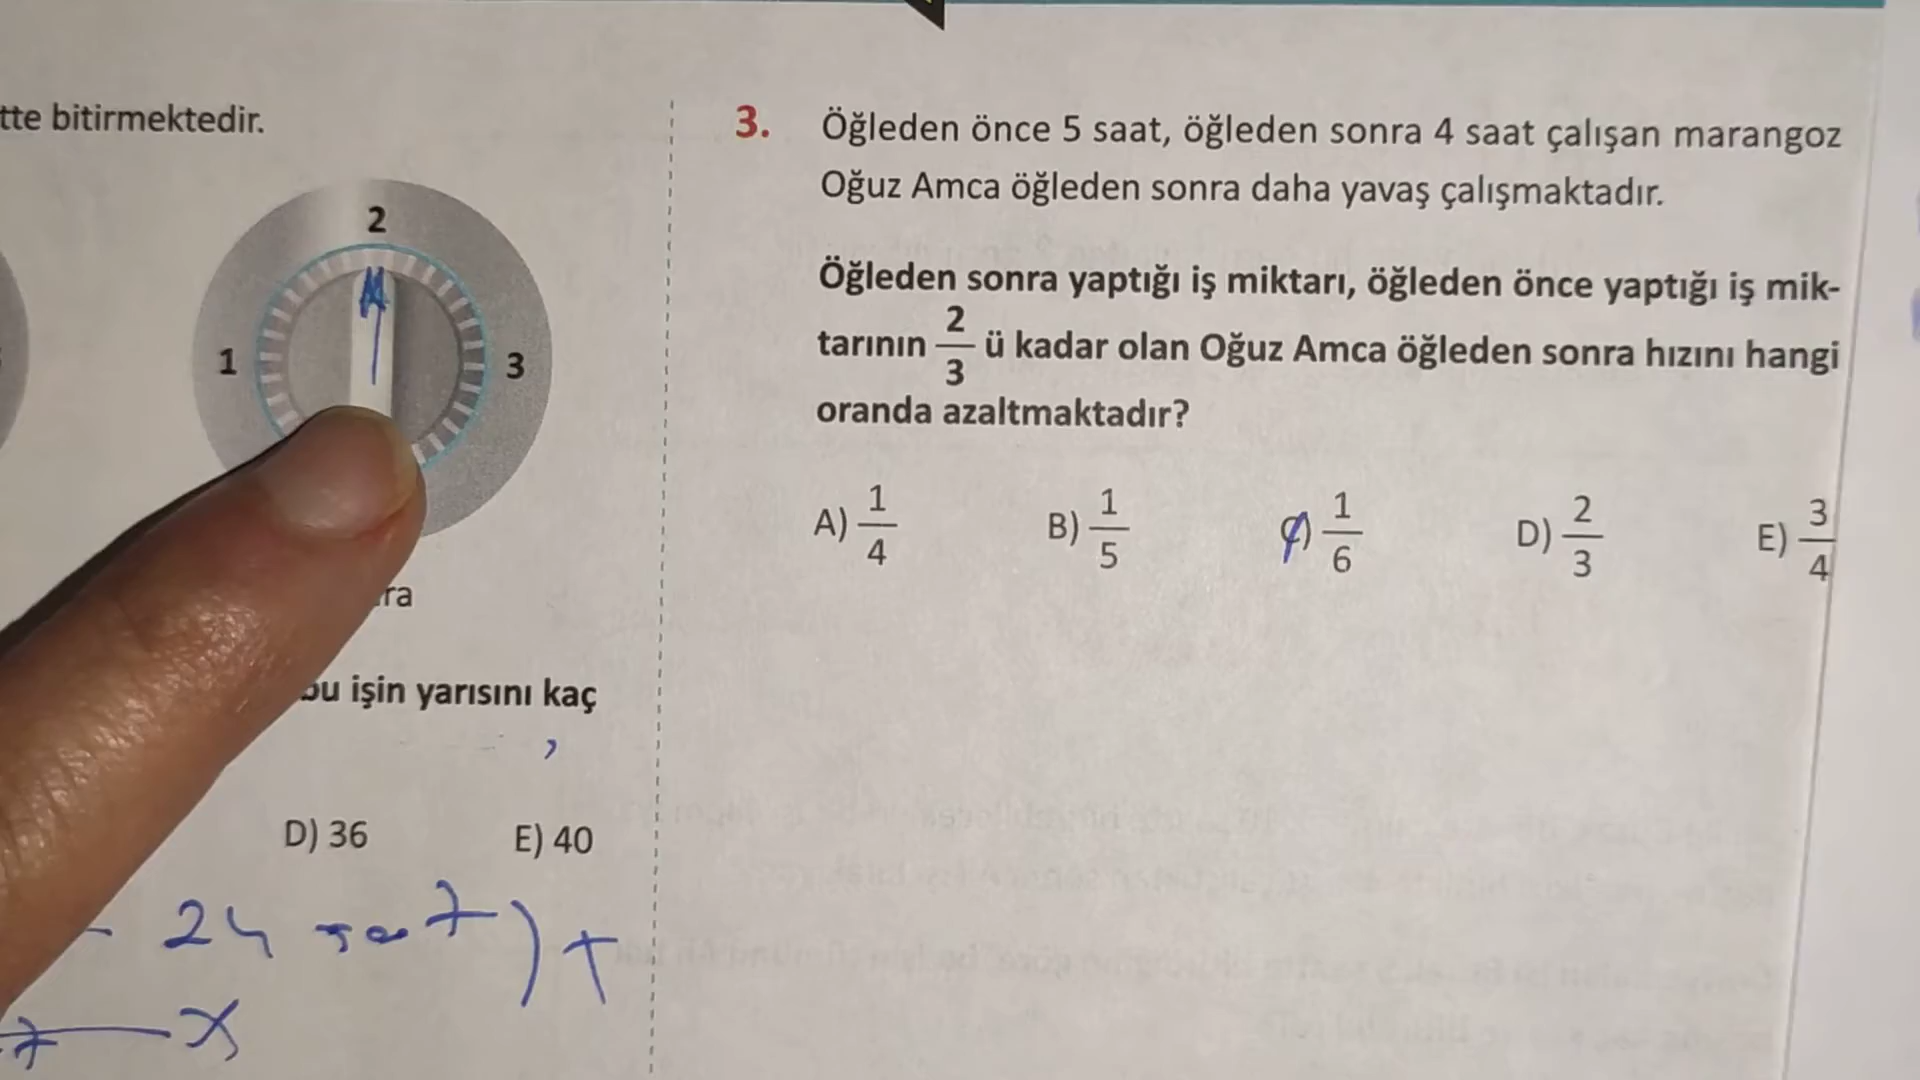 tte bitirmektedir.
2
1
3
bu işin yarısını kaç
D) 36 E) 40
24 saat
x
3. Öğleden önce 5 saat, öğleden sonra 4 saat çalışan marangoz
Oğuz Amca öğleden sonra daha yavaş çalışmaktadır.
Öğleden sonra yaptığı iş miktarı, öğleden önce yaptığı iş mik-
tarının 2/3 ü kadar olan Oğuz Amca öğleden sonra hızını hangi
oranda azaltmaktadır?
A) 1/4 B) 1/5 C) 1/6 D) 2/3 E) 3/4